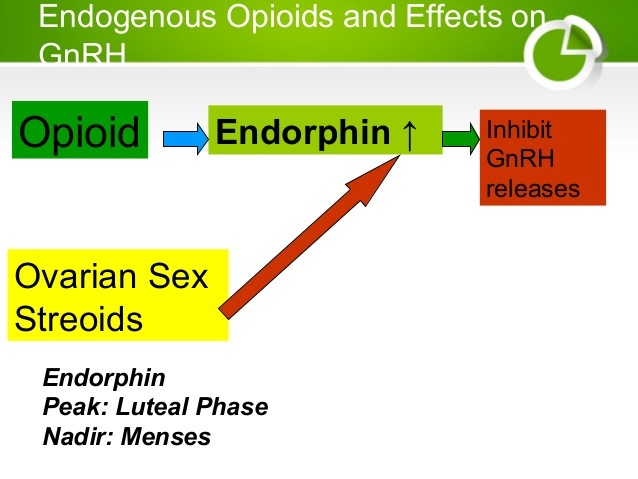 Endogenous Opioids and Effects on
GnRH
Opioid
Endorphin ↑
Inhibit
GnRH
releases
Ovarian Sex
Streoids
Endorphin
Peak: Luteal Phase
Nadir: Menses